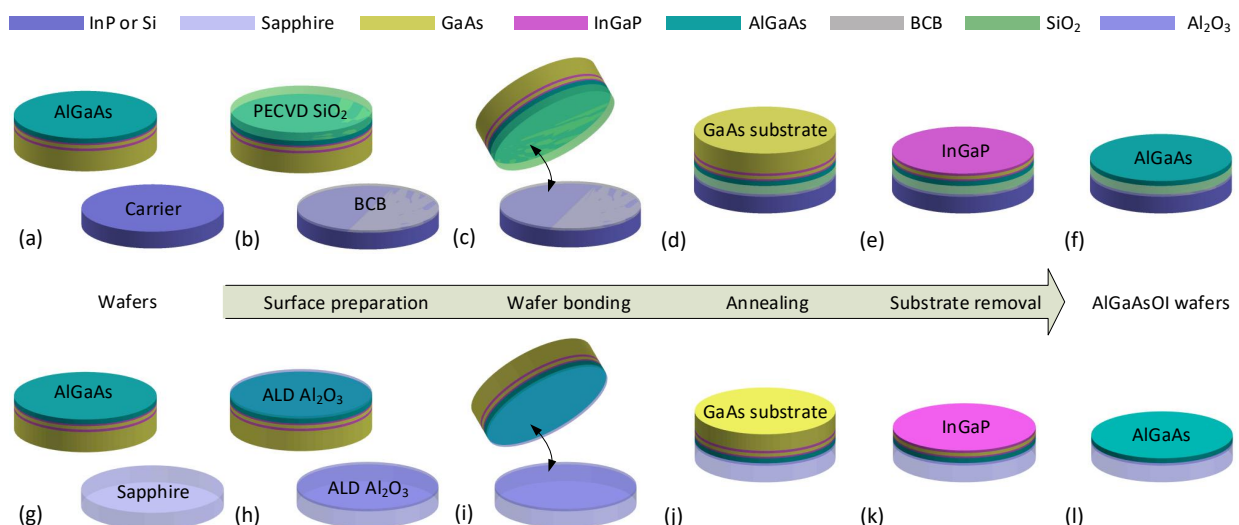 InP or Si Sapphire GaAs InGaP AlGaAs BCB SiO₂ Al₂O₃
AlGaAs
PECVD SiO₂
GaAs substrate
InGaP
AlGaAs
Carrier
BCB
(a) (b) (c) (d) (e) (f)
Wafers Surface preparation Wafer bonding Annealing Substrate removal AlGaAsOI wafers
AlGaAs
ALD Al₂O₃
GaAs substrate
InGaP
AlGaAs
Sapphire
ALD Al₂O₃
(g) (h) (i) (j) (k) (l)